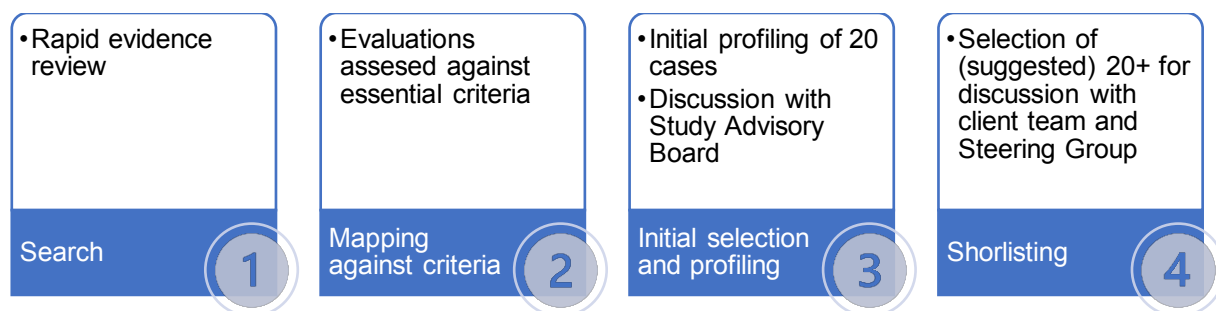 •Rapid evidence
review
Search
1
•Evaluations
assesed against
essential criteria
Mapping
against criteria
2
•Initial profiling of 20
cases
•Discussion with
Study Advisory
Board
Initial selection
and profiling
3
•Selection of
(suggested) 20+ for
discussion with
client team and
Steering Group
Shorlisting
4